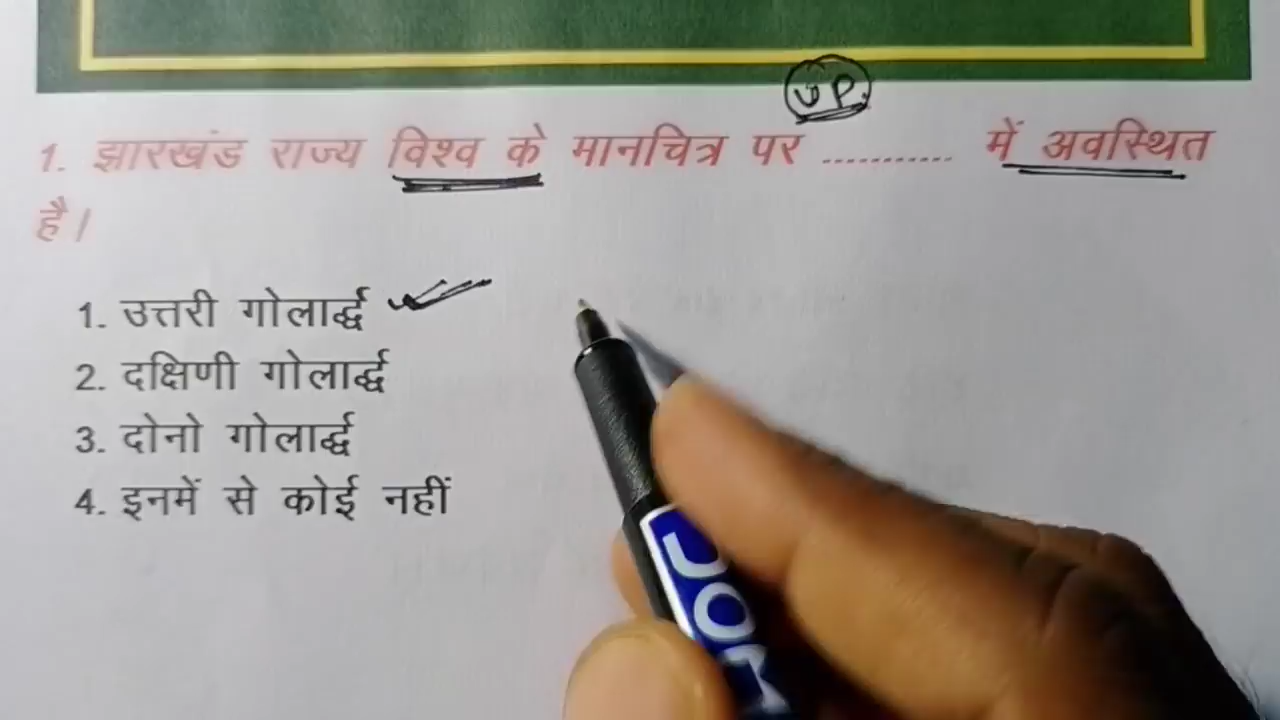 UP.
1. झारखंड राज्य विश्व के मानचित्र पर ............ में अवस्थित
है।
1. उत्तरी गोलार्द्ध
2. दक्षिणी गोलार्द्ध
3. दोनो गोलार्द्ध
4. इनमें से कोई नहीं